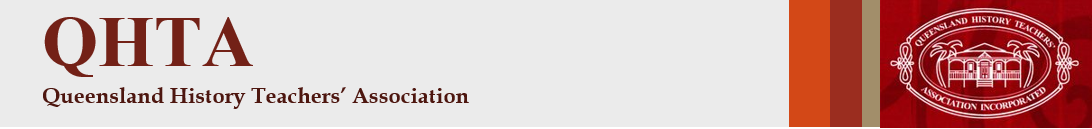 QHTA
Queensland History Teachers’ Association
QUEENSLAND HISTORY TEACHERS’
ASSOCIATION INCORPORATED